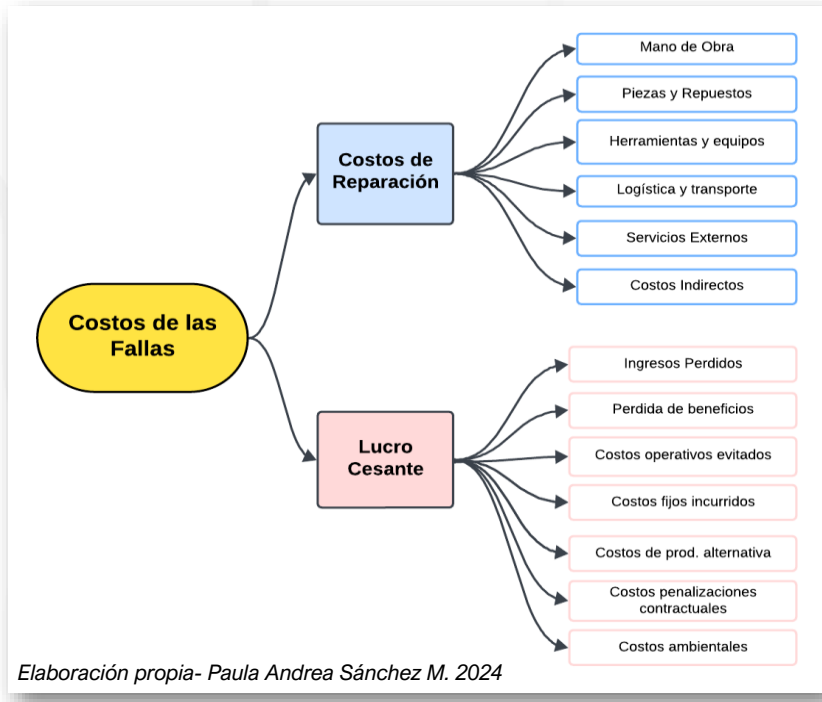 Mano de Obra
Piezas y Repuestos
Costos de
Reparación
Herramientas y equipos
Logística y transporte
Servicios Externos
Costos Indirectos
Costos de las
Fallas
Ingresos Perdidos
Perdida de beneficios
Lucro
Cesante
Costos operativos evitados
Costos fijos incurridos
Costos de prod. alternativa
Costos penalizaciones
contractuales
Costos ambientales
Elaboración propia- Paula Andrea Sánchez M. 2024